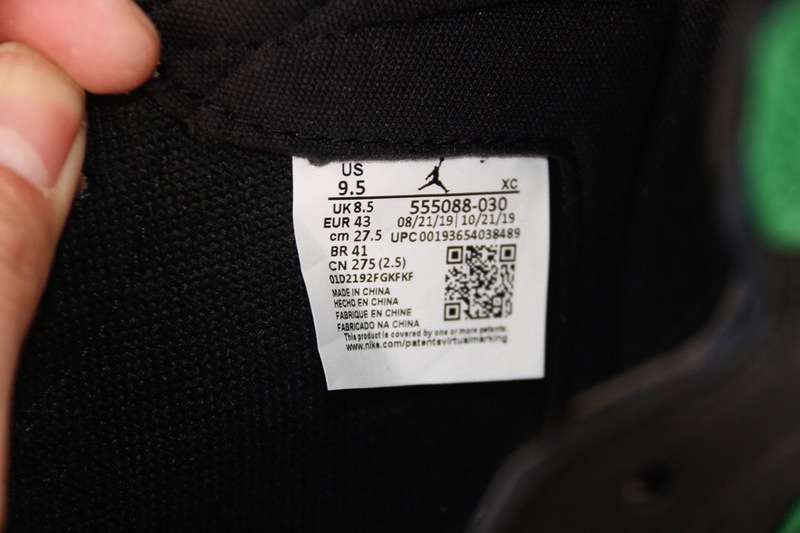 US
9.5
XC
UK 8.5
555088-030
EUR 43
08/21/19 | 10/21/19
cm 27.5
UPC00193654038489
BR 41
CN 275 (2.5)
01D2192FGKFKF
MADE IN CHINA
HECHO EN CHINA
FABRIQUE EN CHINE
FABRICADO NA CHINA
This product is covered by one or more patents:
www.nike.com/patentsvirtualmarking